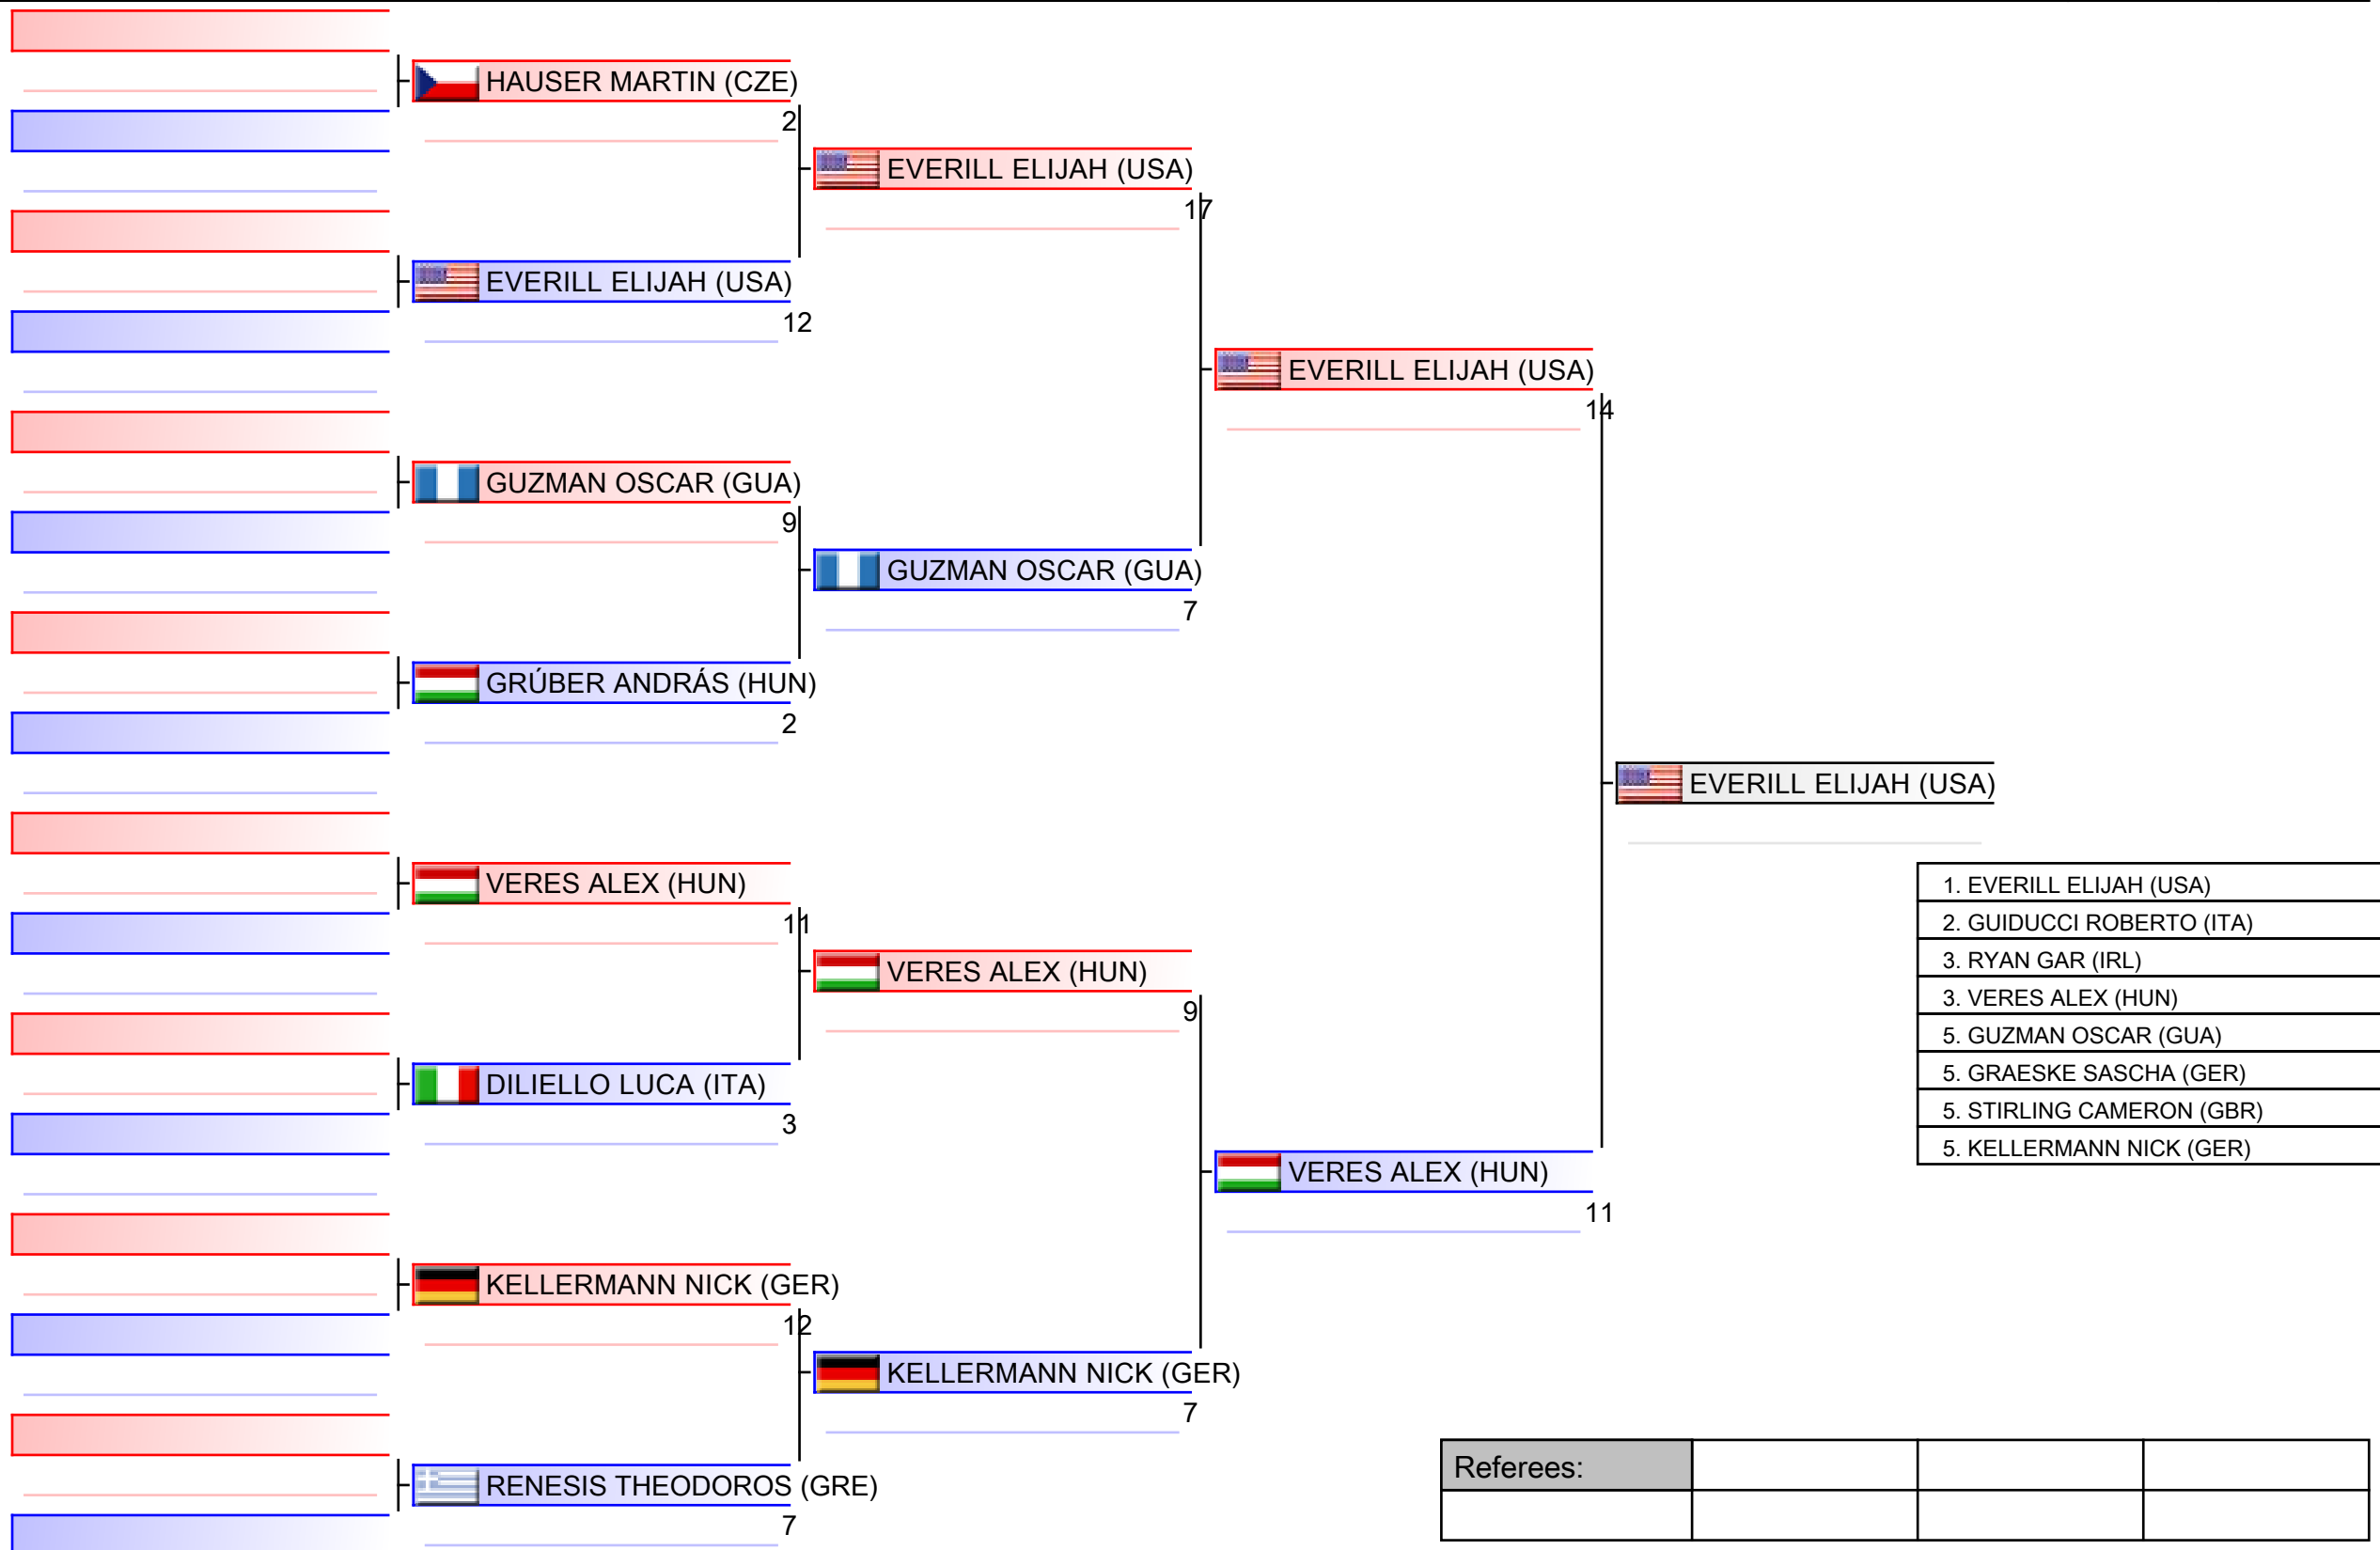 HAUSER MARTIN (CZE)
2
EVERILL ELIJAH (USA)
17
EVERILL ELIJAH (USA)
12
EVERILL ELIJAH (USA)
14
GUZMAN OSCAR (GUA)
9
GUZMAN OSCAR (GUA)
7
GRÚBER ANDRÁS (HUN)
2
EVERILL ELIJAH (USA)
VERES ALEX (HUN)
11
VERES ALEX (HUN)
9
DILIELLO LUCA (ITA)
3
VERES ALEX (HUN)
11
KELLERMANN NICK (GER)
12
KELLERMANN NICK (GER)
7
RENESIS THEODOROS (GRE)
7
1. EVERILL ELIJAH (USA)
2. GUIDUCCI ROBERTO (ITA)
3. RYAN GAR (IRL)
3. VERES ALEX (HUN)
5. GUZMAN OSCAR (GUA)
5. GRAESKE SASCHA (GER)
5. STIRLING CAMERON (GBR)
5. KELLERMANN NICK (GER)
Referees: